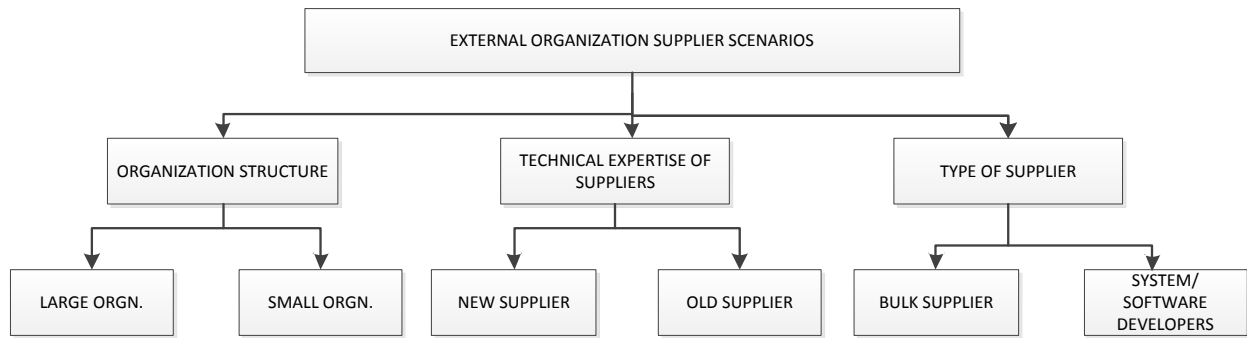 EXTERNAL ORGANIZATION SUPPLIER SCENARIOS
ORGANIZATION STRUCTURE
TECHNICAL EXPERTISE OF
SUPPLIERS
TYPE OF SUPPLIER
LARGE ORGN.
SMALL ORGN.
NEW SUPPLIER
OLD SUPPLIER
BULK SUPPLIER
SYSTEM/
SOFTWARE
DEVELOPERS